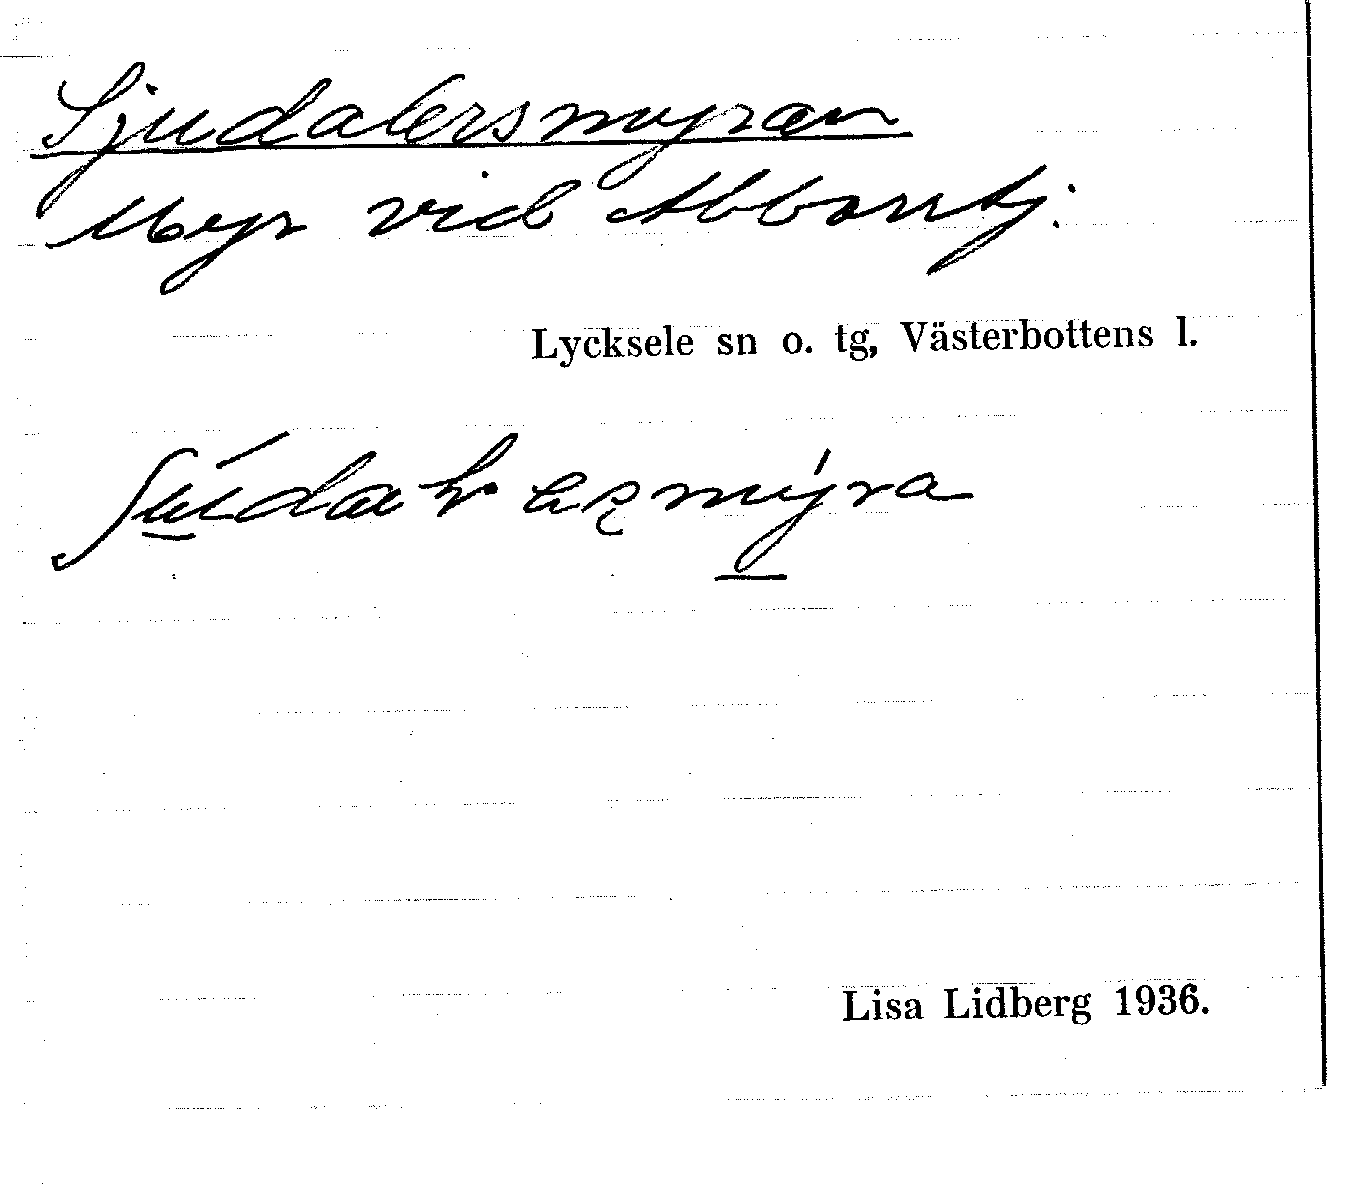 Sjudalersmyran
Myr vid Abborrtj.
Lycksele sn o. tg, Västerbottens l.
Lisa Lidberg 1936.